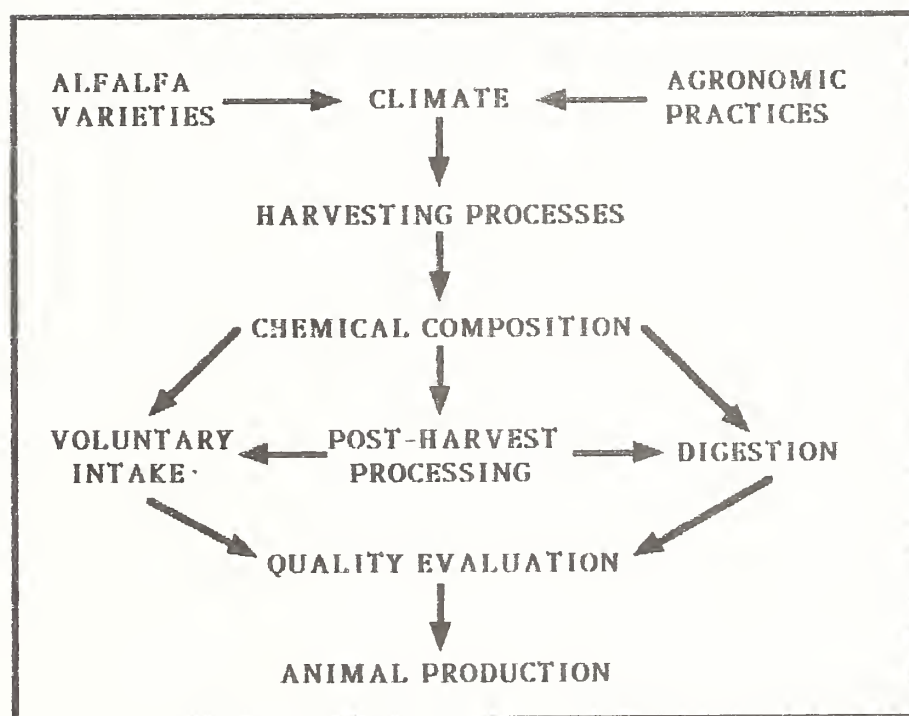 ALFALFA
VARIETIES
CLIMATE
AGRONOMIC
PRACTICES
HARVESTING PROCESSES
CHEMICAL COMPOSITION
VOLUNTARY
INTAKE
POST-HARVEST
PROCESSING
DIGESTION
QUALITY EVALUATION
ANIMAL PRODUCTION